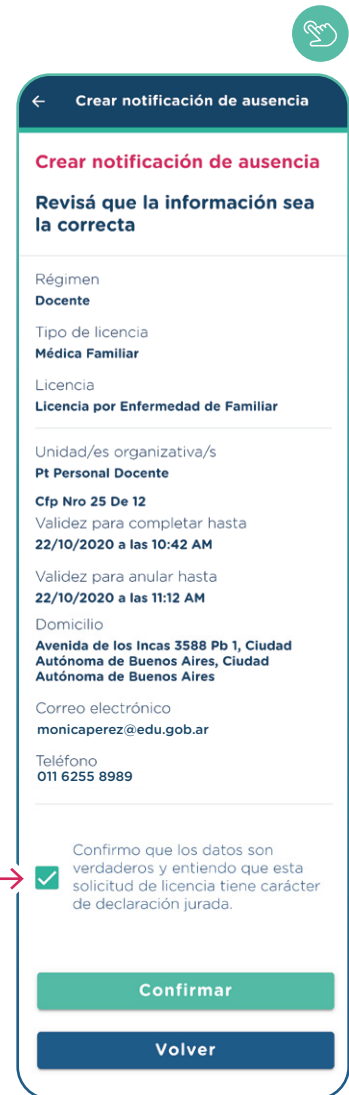 Crear notificación de ausencia
Crear notificación de ausencia
Revisá que la información sea
la correcta
Régimen
Docente
Tipo de licencia
Médica Familiar
Licencia
Licencia por Enfermedad de Familiar
Unidad/es organizativa/s
Pt Personal Docente
Cfp Nro 25 De 12
Validez para completar hasta
22/10/2020 a las 10:42 AM
Validez para anular hasta
22/10/2020 a las 11:12 AM
Domicilio
Avenida de los Incas 3588 Pb 1, Ciudad
Autónoma de Buenos Aires, Ciudad
Autónoma de Buenos Aires
Correo electrónico
monicaperez@edu.gob.ar
Teléfono
011 6255 8989
Confirmo que los datos son
verdaderos y entiendo que esta
solicitud de licencia tiene carácter
de declaración jurada.
Confirmar
Volver